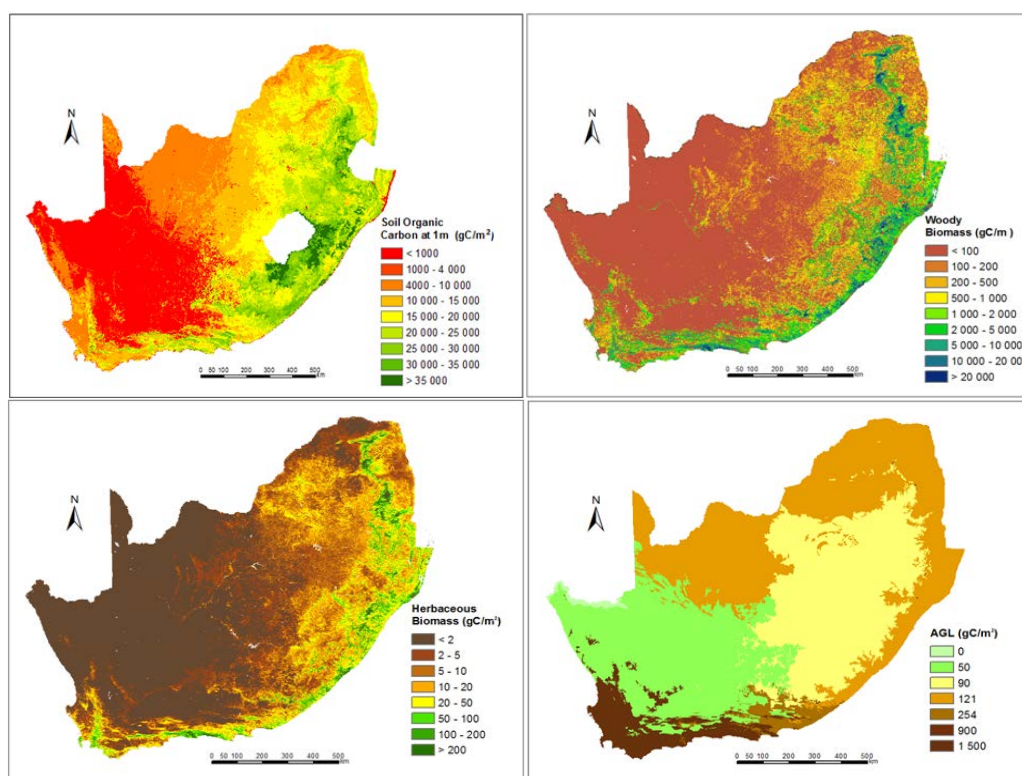 N
Soil Organic
Carbon at 1m (gC/m²)
< 1000
1000 - 4 000
4000 - 10 000
10 000 - 15 000
15 000 - 20 000
20 000 - 25 000
25 000 - 30 000
30 000 - 35 000
> 35 000
0 50 100 200 300 400 500
km
N
Woody
Biomass (gC/m )
< 100
100 - 200
200 - 500
500 - 1 000
1 000 - 2 000
2 000 - 5 000
5 000 - 10 000
10 000 - 20 00
> 20 000
0 50 100 200 300 400 500
km
N
Herbaceous
Biomass (gC/m²)
< 2
2 - 5
5 - 10
10 - 20
20 - 50
50 - 100
100 - 200
> 200
0 50 100 200 300 400 500
km
N
AGL (gC/m²)
0
50
90
121
254
900
1 500
0 50 100 200 300 400 500
km